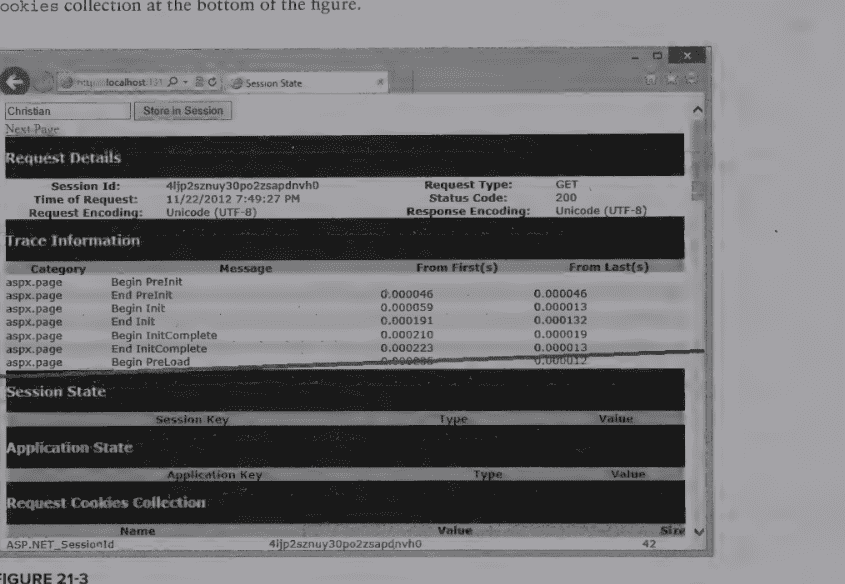 ookies collection at the bottom of the figure.
localhost:131
Session State
Christian Store in Session
Next Page
Request Details
Session Id: 4ljp2sznuy30po2zsapdnvh0 Request Type: GET
Time of Request: 11/22/2012 7:49:27 PM Status Code: 200
Request Encoding: Unicode (UTF-8) Response Encoding: Unicode (UTF-8)
Trace Information
Category Message From First(s) From Last(s)
aspx.page Begin PreInit
aspx.page End PreInit 0.000046 0.000046
aspx.page Begin Init 0.000059 0.000013
aspx.page End Init 0.000191 0.000132
aspx.page Begin InitComplete 0.000210 0.000019
aspx.page End InitComplete 0.000223 0.000013
aspx.page Begin PreLoad 0.000012
Session State
Session Key Type Value
Application State
Application Key Type Value
Request Cookies Collection
Name Value Size
ASP.NET_SessionId 4ljp2sznuy30po2zsapdnvh0 42
FIGURE 21-3